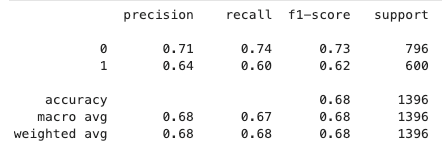 precision recall f1-score support
0 0.71 0.74 0.73 796
1 0.64 0.60 0.62 600
accuracy 0.68 1396
macro avg 0.68 0.67 0.68 1396
weighted avg 0.68 0.68 0.68 1396